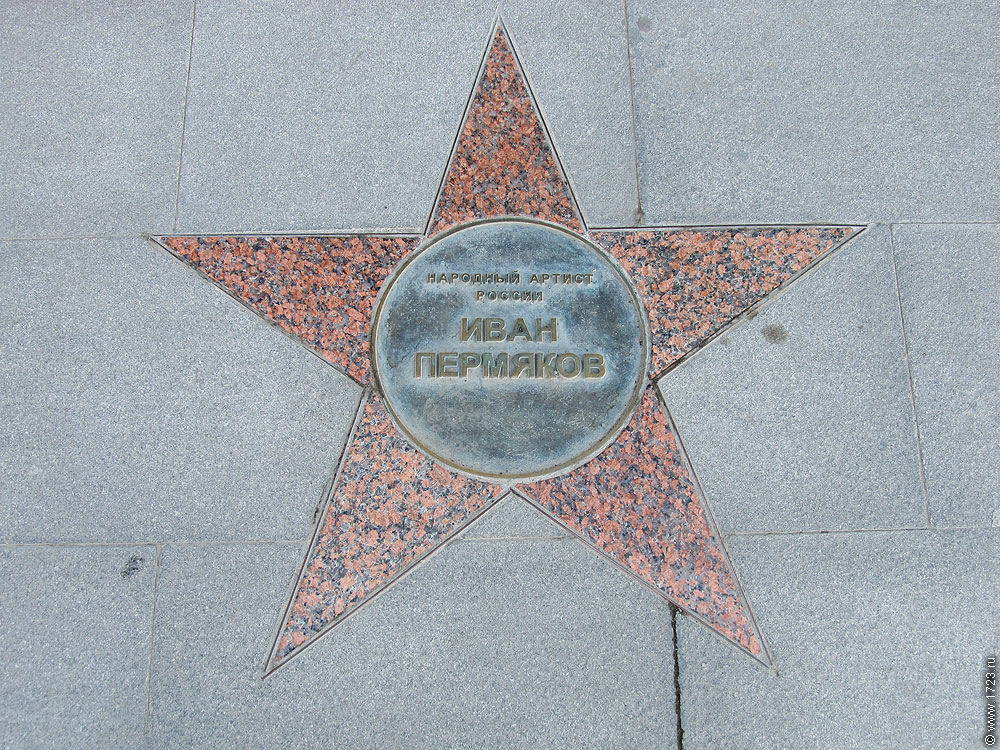 НАРОДНЫЙ АРТИСТ
РОССИИ
ИВАН
ПЕРМЯКОВ
© www.1723.ru